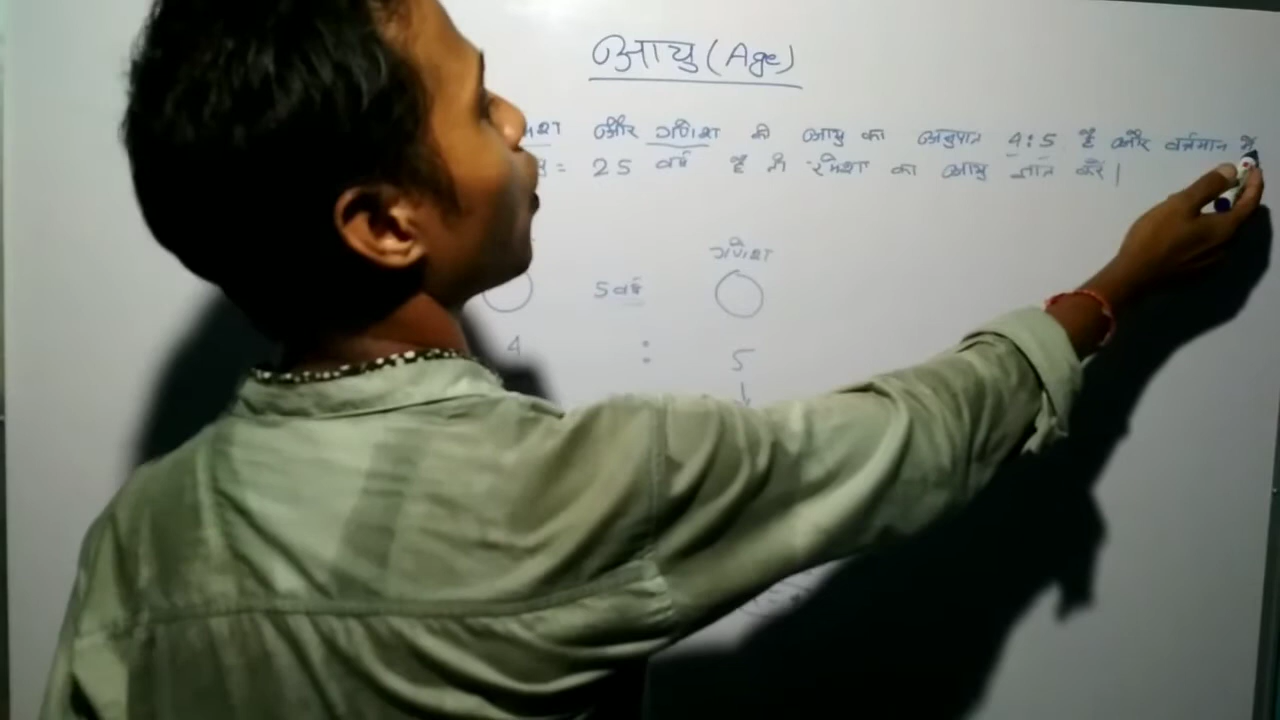 आयु (Age)
और गणेश की आयु का अनुपात 4:5 है और वर्तमान में
= 25 वर्ष है तो रमेश का आयु ज्ञात करें।
गणेश
5 वर्ष
4 : 5